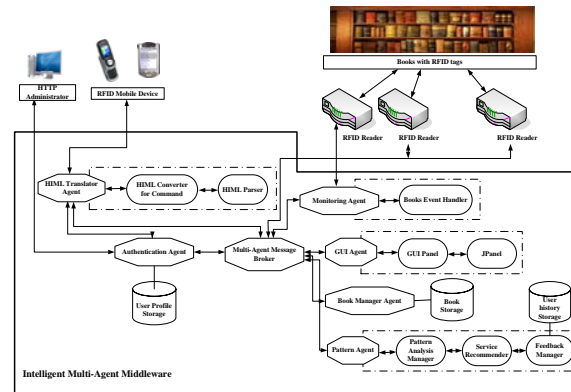 Books with RFID tags
HTTP
Administrator
RFID Mobile Device
RFID Reader
RFID Reader
RFID Reader
HIML Translator
Agent
HIML Converter
for Command
HIML Parser
Monitoring Agent
Books Event Handler
Authentication Agent
Multi-Agent Message
Broker
GUI Agent
GUI Panel
JPanel
User Profile
Storage
Book Manager Agent
Book
Storage
User
history
Storage
Pattern Agent
Pattern
Analysis
Manager
Service
Recommender
Feedback
Manager
Intelligent Multi-Agent Middleware